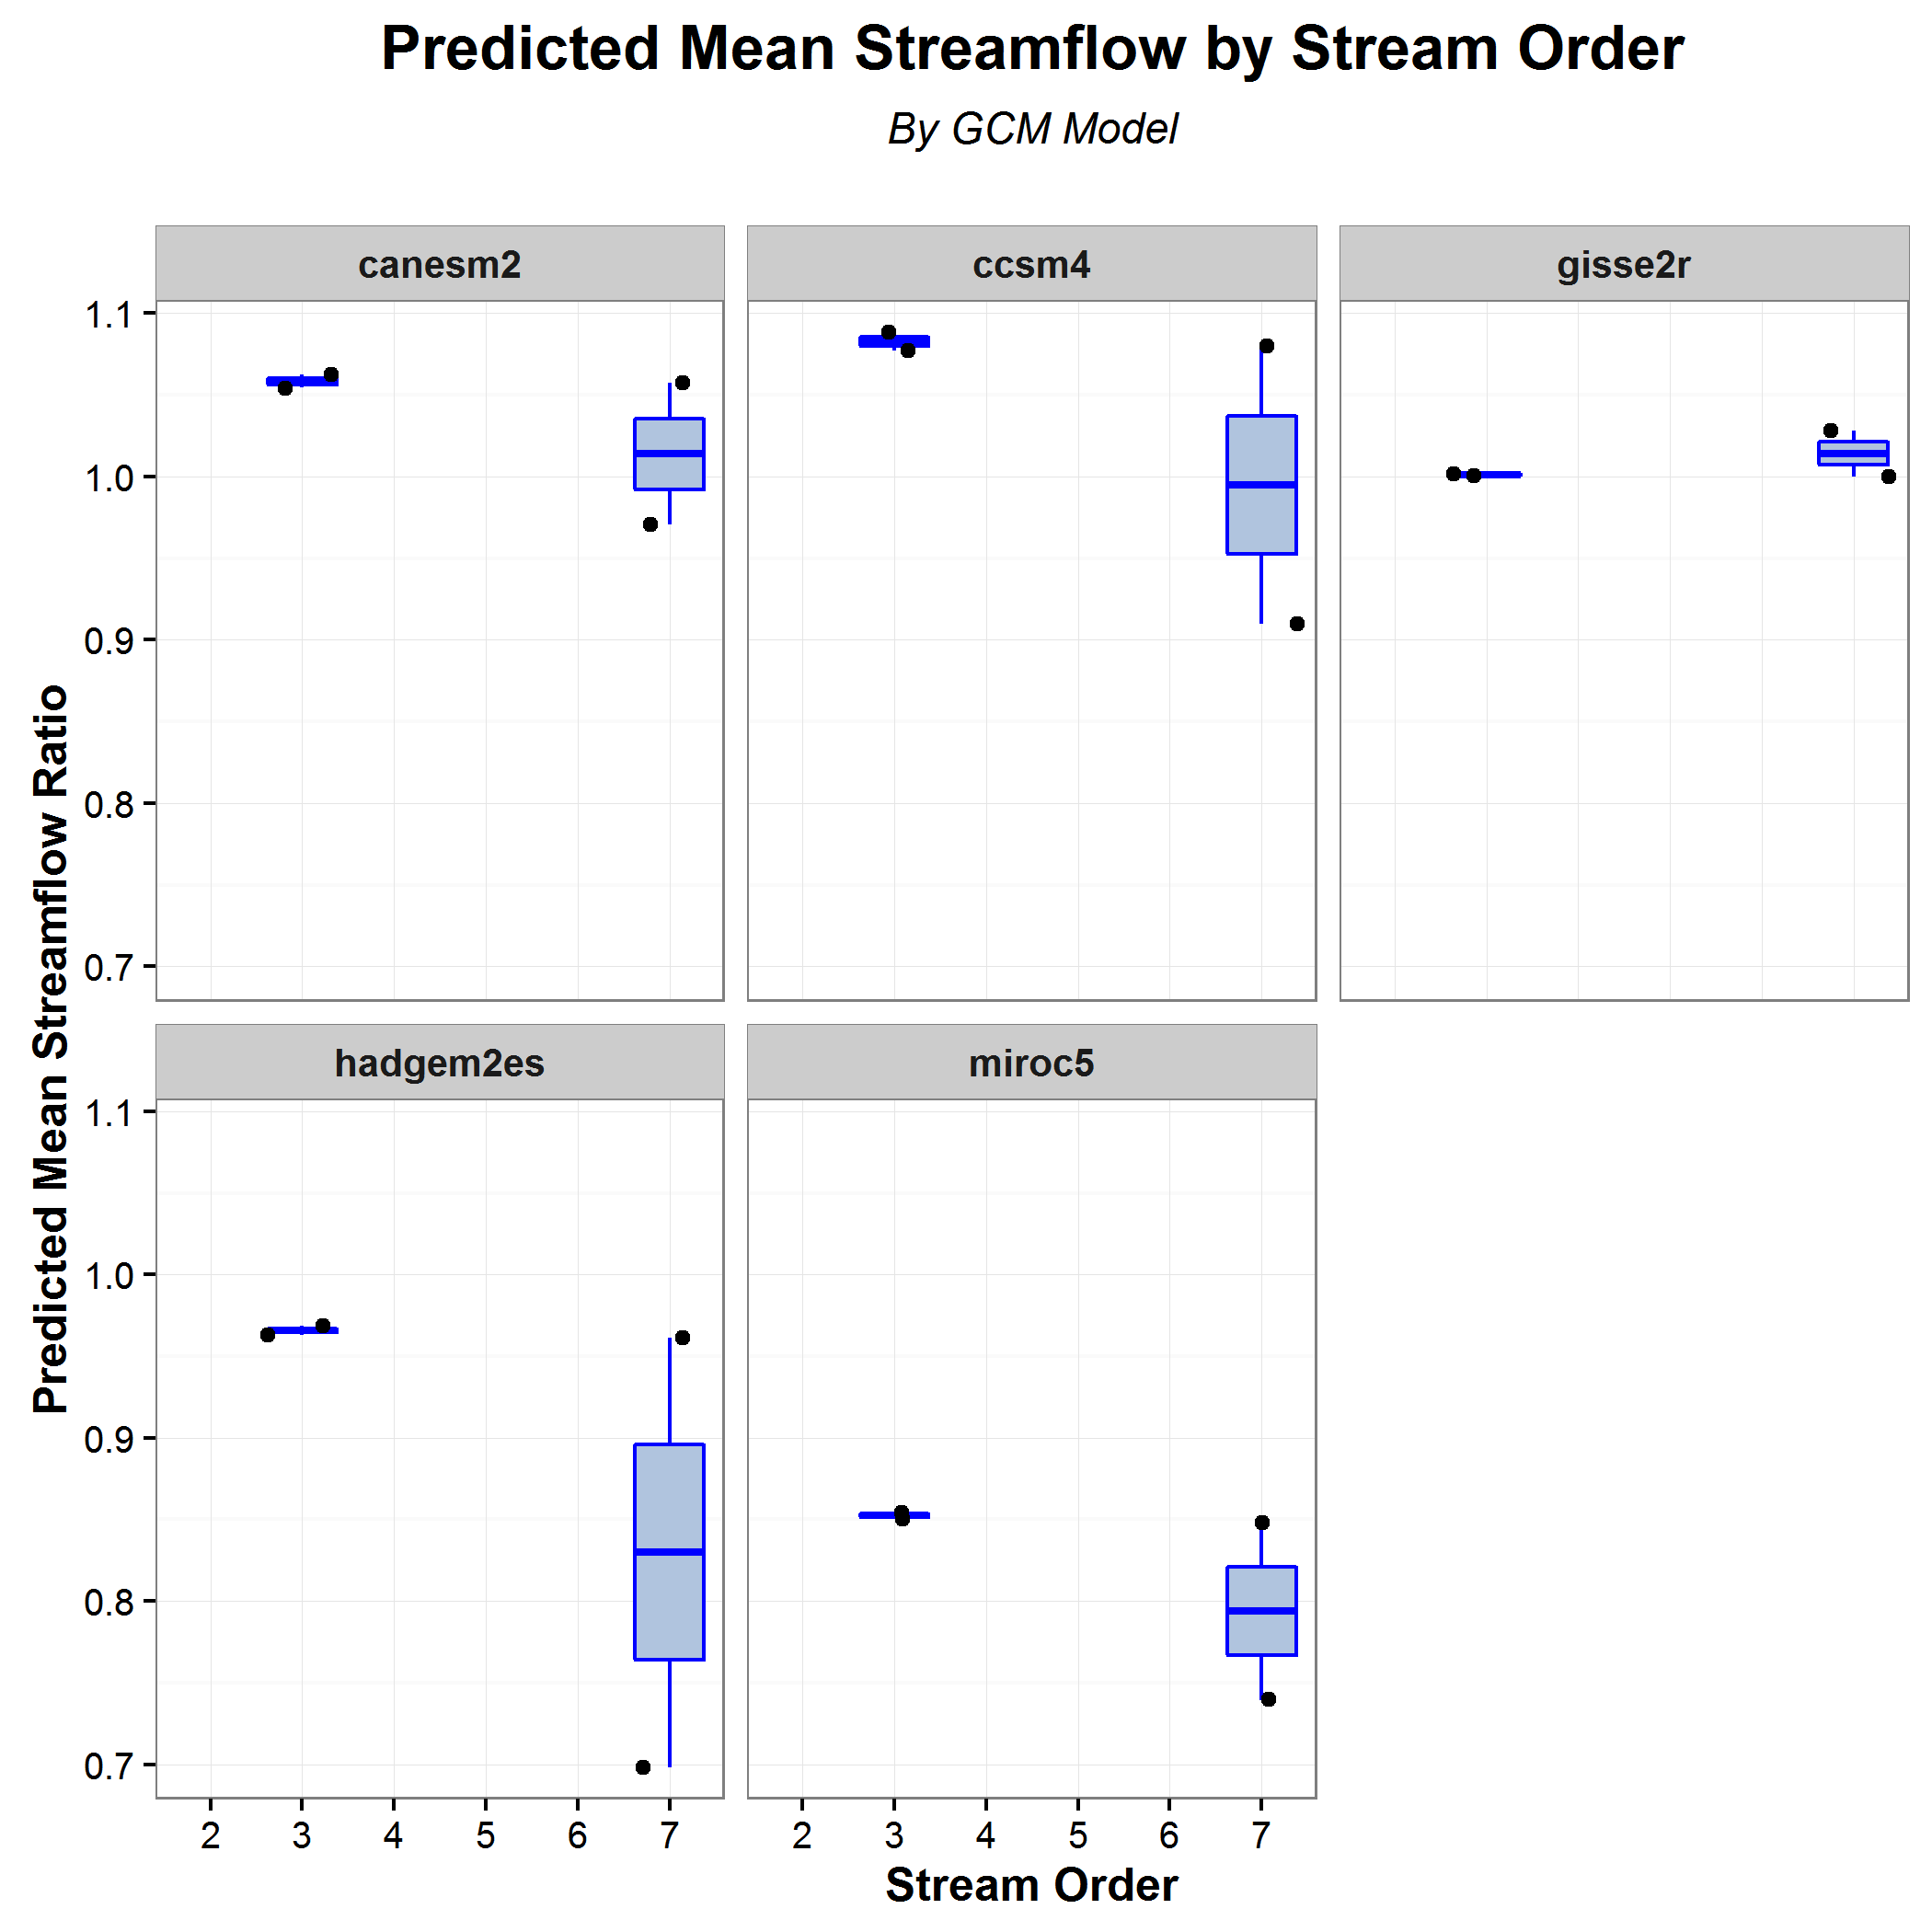 Predicted Mean Streamflow by Stream Order
By GCM Model
canesm2
ccsm4
gisse2r
1.1
1.0
0.9
0.8
0.7
Predicted Mean Streamflow Ratio
hadgem2es
miroc5
1.1
1.0
0.9
0.8
0.7
2 3 4 5 6 7
2 3 4 5 6 7
Stream Order